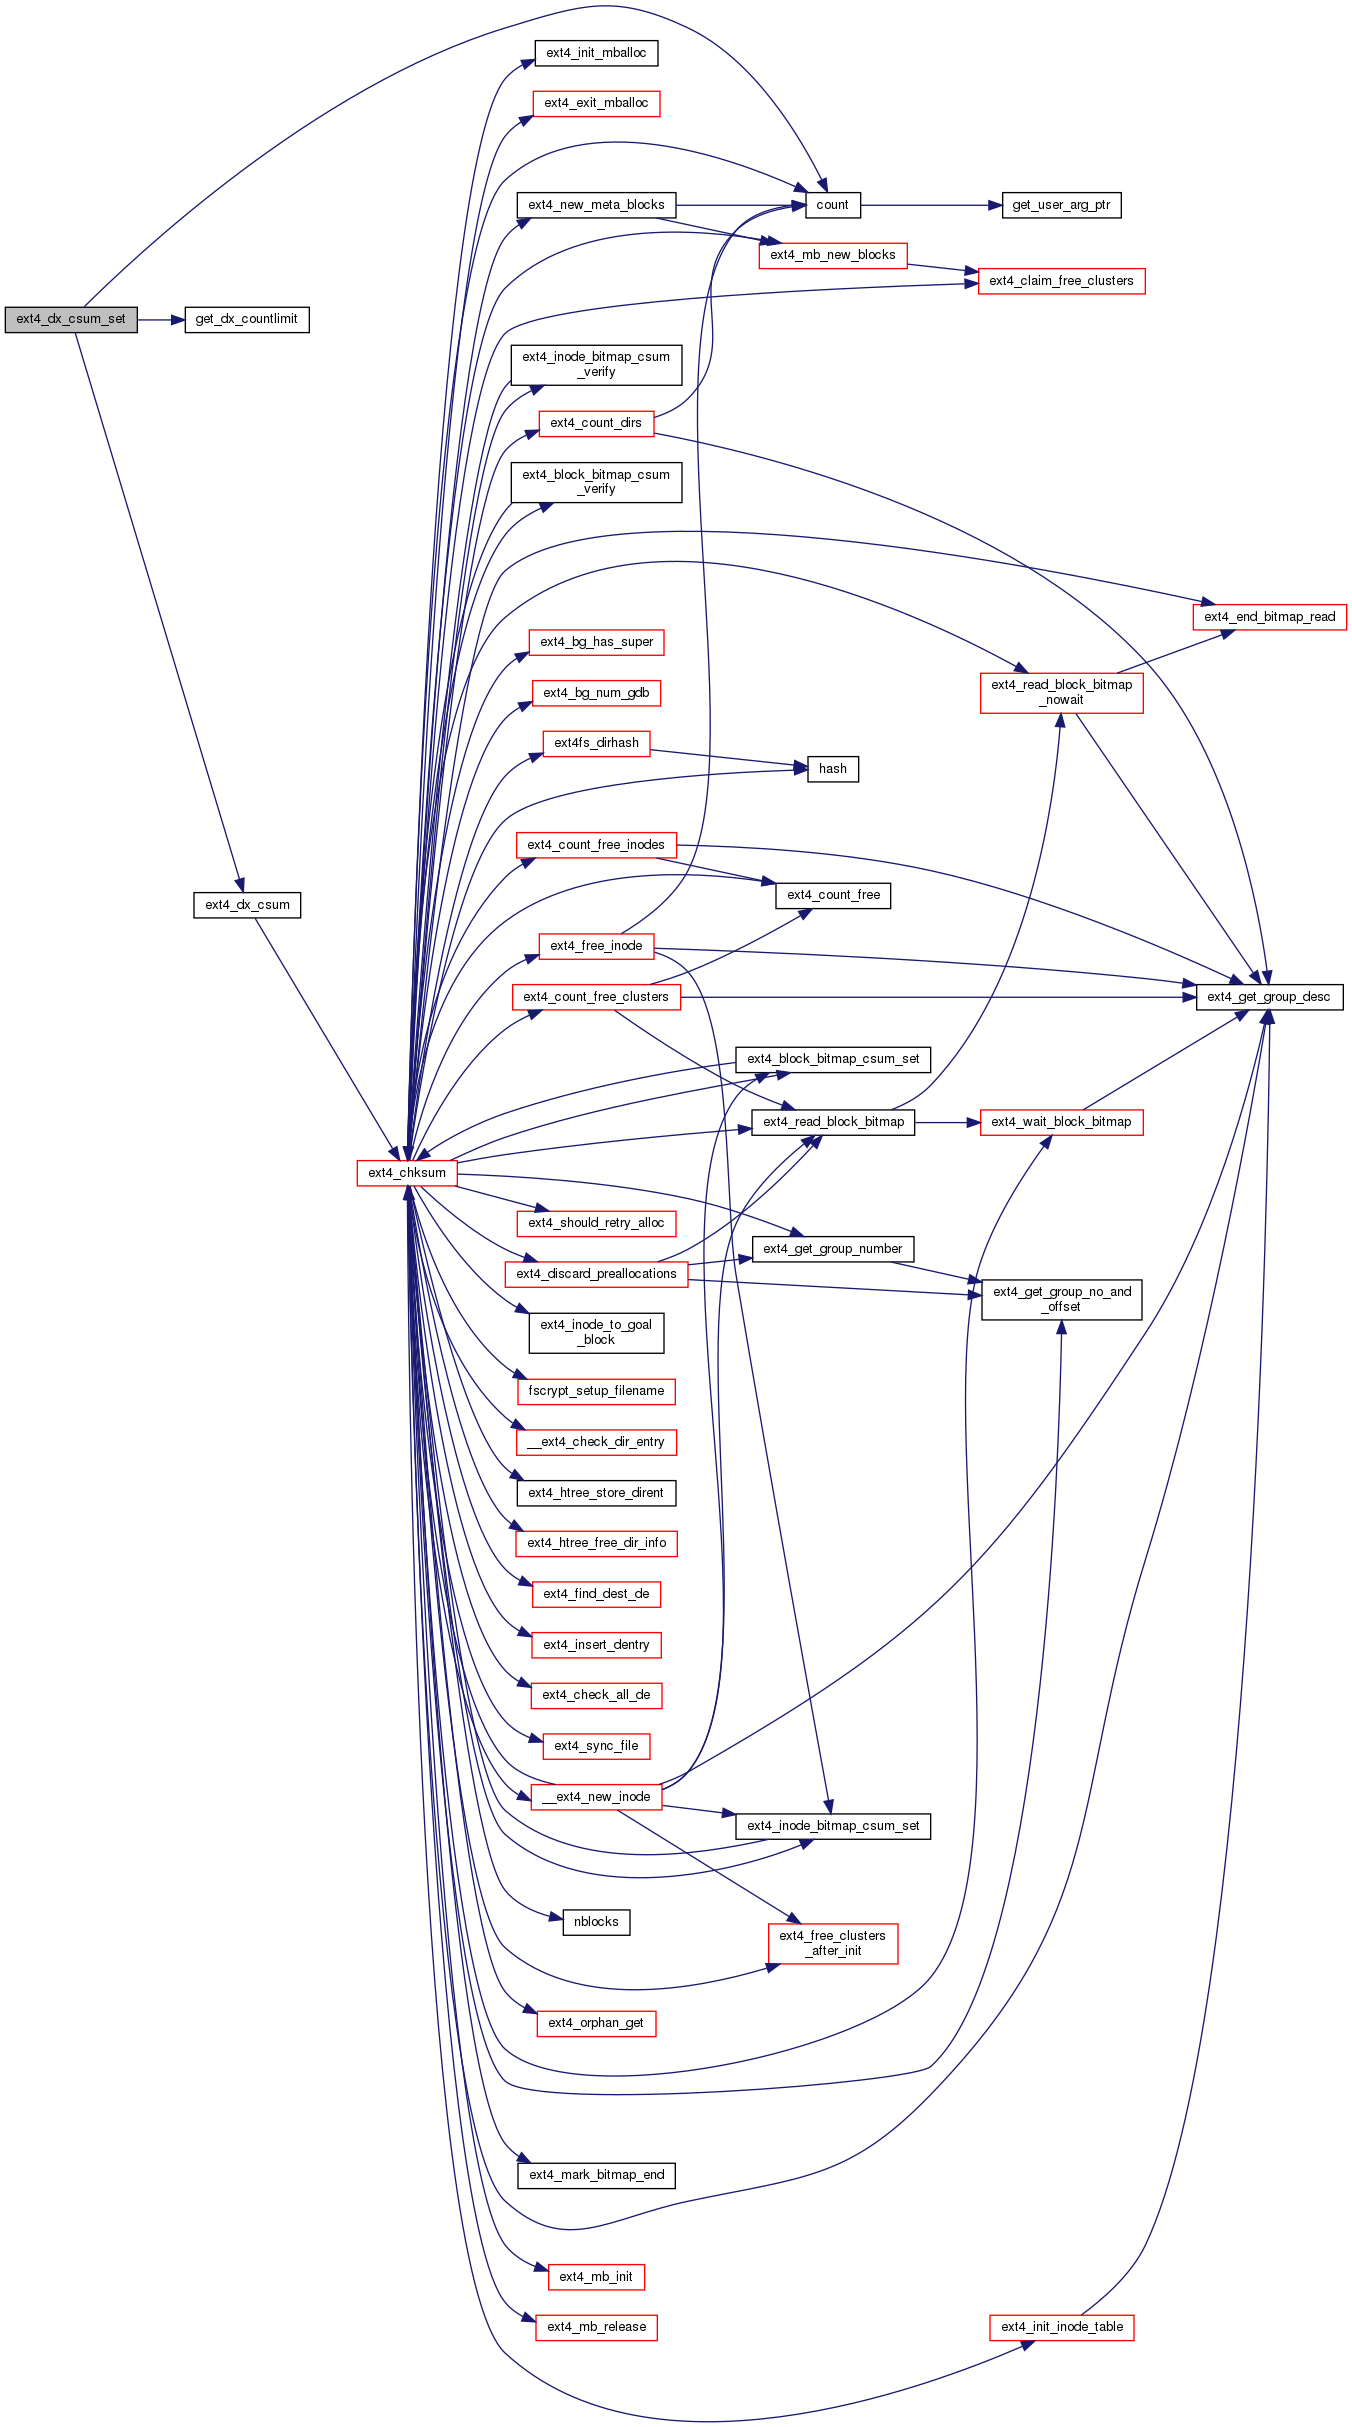 ext4_init_mballoc
ext4_exit_mballoc
ext4_new_meta_blocks
count
get_user_arg_ptr
ext4_mb_new_blocks
ext4_claim_free_clusters
ext4_dx_csum_set
get_dx_countlimit
ext4_inode_bitmap_csum
_verify
ext4_count_dirs
ext4_block_bitmap_csum
_verify
ext4_end_bitmap_read
ext4_bg_has_super
ext4_read_block_bitmap
_nowait
ext4_bg_num_gdb
ext4fs_dirhash
hash
ext4_count_free_inodes
ext4_count_free
ext4_dx_csum
ext4_free_inode
ext4_count_free_clusters
ext4_get_group_desc
ext4_block_bitmap_csum_set
ext4_read_block_bitmap
ext4_wait_block_bitmap
ext4_chksum
ext4_should_retry_alloc
ext4_get_group_number
ext4_discard_preallocations
ext4_get_group_no_and
_offset
ext4_inode_to_goal
_block
fscrypt_setup_filename
__ext4_check_dir_entry
ext4_htree_store_dirent
ext4_htree_free_dir_info
ext4_find_dest_de
ext4_insert_dentry
ext4_check_all_de
ext4_sync_file
__ext4_new_inode
ext4_inode_bitmap_csum_set
nblocks
ext4_free_clusters
_after_init
ext4_orphan_get
ext4_mark_bitmap_end
ext4_mb_init
ext4_mb_release
ext4_init_inode_table